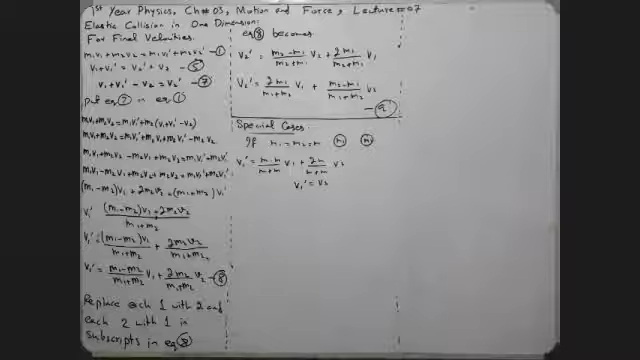 1st Year Physics, Ch# 03, Motion and Force, Lecture # 07
Elastic Collision in One Dimension:
For Final Velocities.
m₁v₁+m₂v₂ = m₁v₁'+m₂v₂' —①
v₁+v₁' = v₂'+v₂ —⑤
v₁+v₁'-v₂ = v₂' —⑦
put eq ⑦ in eq ①
m₁v₁+m₂v₂ = m₁v₁'+m₂(v₁+v₁'-v₂)
m₁v₁+m₂v₂ = m₁v₁'+m₂v₁+m₂v₁'-m₂v₂
m₁v₁+m₂v₂-m₂v₁+m₂v₂ = m₁v₁'+m₂v₁'
m₁v₁-m₂v₁+m₂v₂+m₂v₂ = m₁v₁'+m₂v₁'
(m₁-m₂)v₁+2m₂v₂ = (m₁+m₂)v₁'
v₁' (m₁-m₂)v₁+2m₂v₂ / m₁+m₂
v₁' = (m₁-m₂)v₁ / m₁+m₂ + 2m₂v₂ / m₁+m₂
v₁' = m₁-m₂ / m₁+m₂ v₁ + 2m₂ / m₁+m₂ v₂ —⑧
Replace each 1 with 2 and
each 2 with 1 in
subscripts in eq ⑧
eq ⑧ becomes
v₂' = m₂-m₁ / m₂+m₁ v₂ + 2m₁ / m₂+m₁ v₁
v₂' = 2m₁ / m₁+m₂ v₁ + m₂-m₁ / m₁+m₂ v₂
—⑨
Special Cases
If m₁=m₂=m
v₁' = m-m / m+m v₁ + 2m / m+m v₂
v₁' = v₂